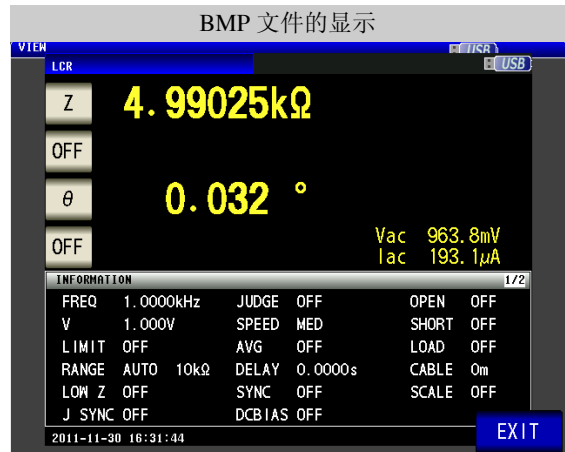 BMP 文件的显示
VIEW USB
LCR USB
Z 4.99025kΩ
OFF
θ 0.032 °
OFF
Vac 963.8mV
Iac 193.1μA
INFORMATION 1/2
FREQ 1.0000kHz JUDGE OFF OPEN OFF
V 1.000V SPEED MED SHORT OFF
LIMIT OFF AVG OFF LOAD OFF
RANGE AUTO 10kΩ DELAY 0.0000s CABLE 0m
LOW Z OFF SYNC OFF SCALE OFF
J SYNC OFF DCBIAS OFF
2011-11-30 16:31:44
EXIT